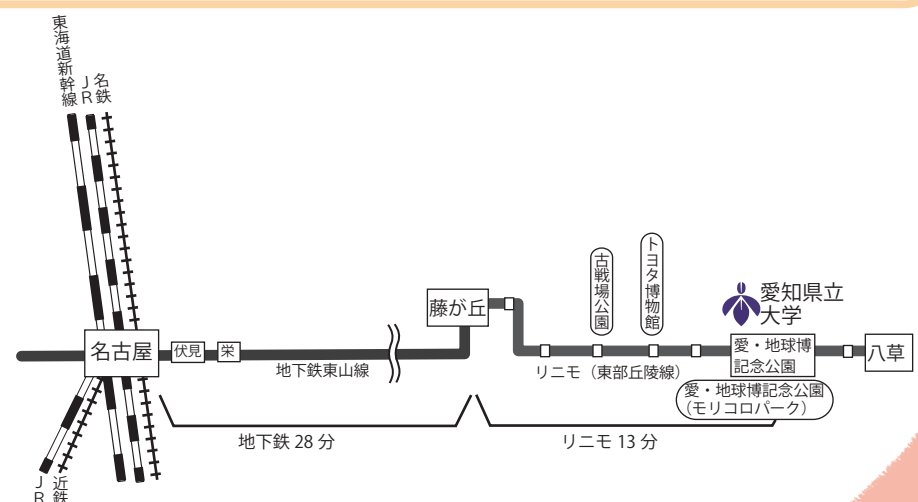 東海道新幹線
JR
名鉄
名古屋
伏見
栄
地下鉄東山線
藤が丘
古戦場公園
トヨタ博物館
愛知県立
大学
リニモ（東部丘陵線）
愛・地球博
記念公園
八草
愛・地球博記念公園
（モリコロパーク）
地下鉄 28 分
リニモ 13 分
JR
近鉄